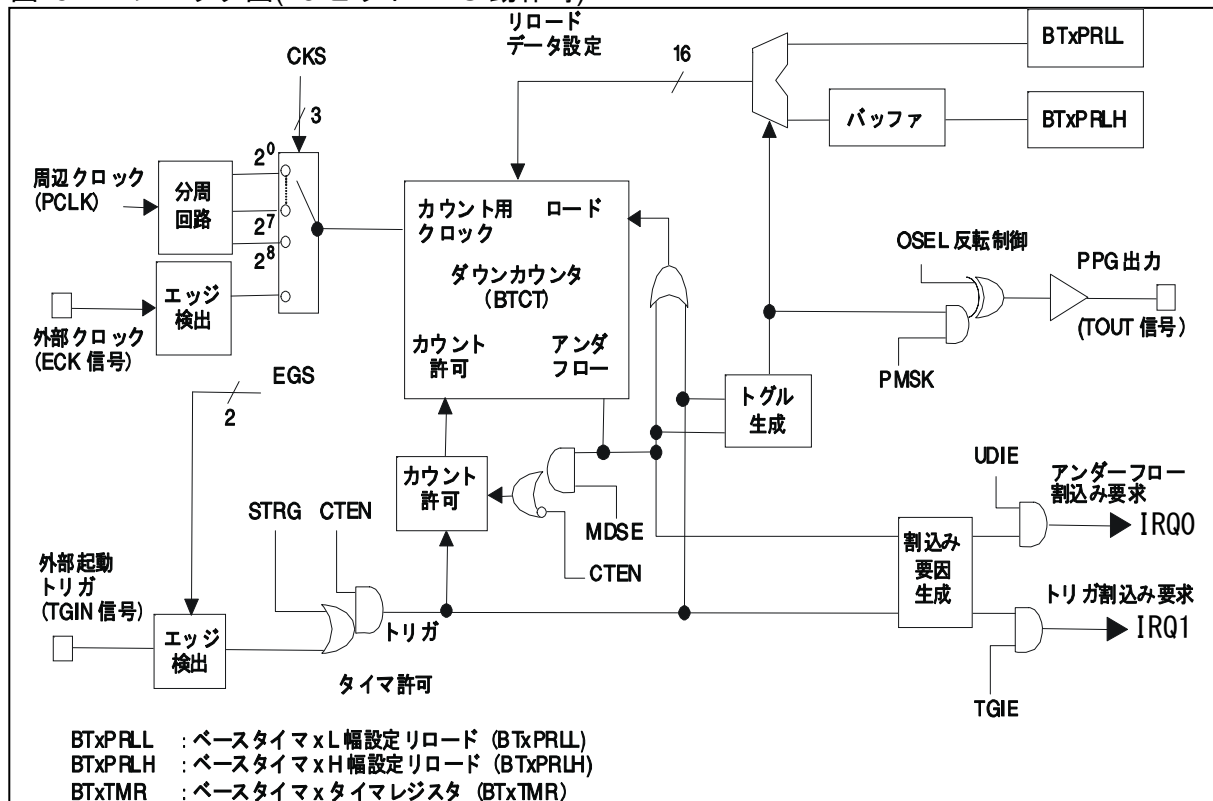 リロード
データ設定
BTxPRLL
CKS
16
3
バッファ
BTxPRLH
2⁰
周辺クロック
(PCLK)
分周
回路
2⁷
2⁸
カウント用
クロック
ロード
ダウンカウンタ
(BTCT)
カウント
許可
アンダ
フロー
OSEL 反転制御
PPG 出力
(TOUT 信号)
PMSK
エッジ
検出
外部クロック
(ECK 信号)
EGS
2
トグル
生成
カウント
許可
UDIE
アンダーフロー
割込み要求
IRQ0
STRG
CTEN
MDSE
CTEN
割込み
要因
生成
外部起動
トリガ
(TGIN 信号)
トリガ割込み要求
IRQ1
エッジ
検出
トリガ
タイマ許可
TGIE
BTxPRLL : ベースタイマ x L 幅設定リロード (BTxPRLL)
BTxPRLH : ベースタイマ x H 幅設定リロード (BTxPRLH)
BTxTMR : ベースタイマ x タイマレジスタ (BTxTMR)